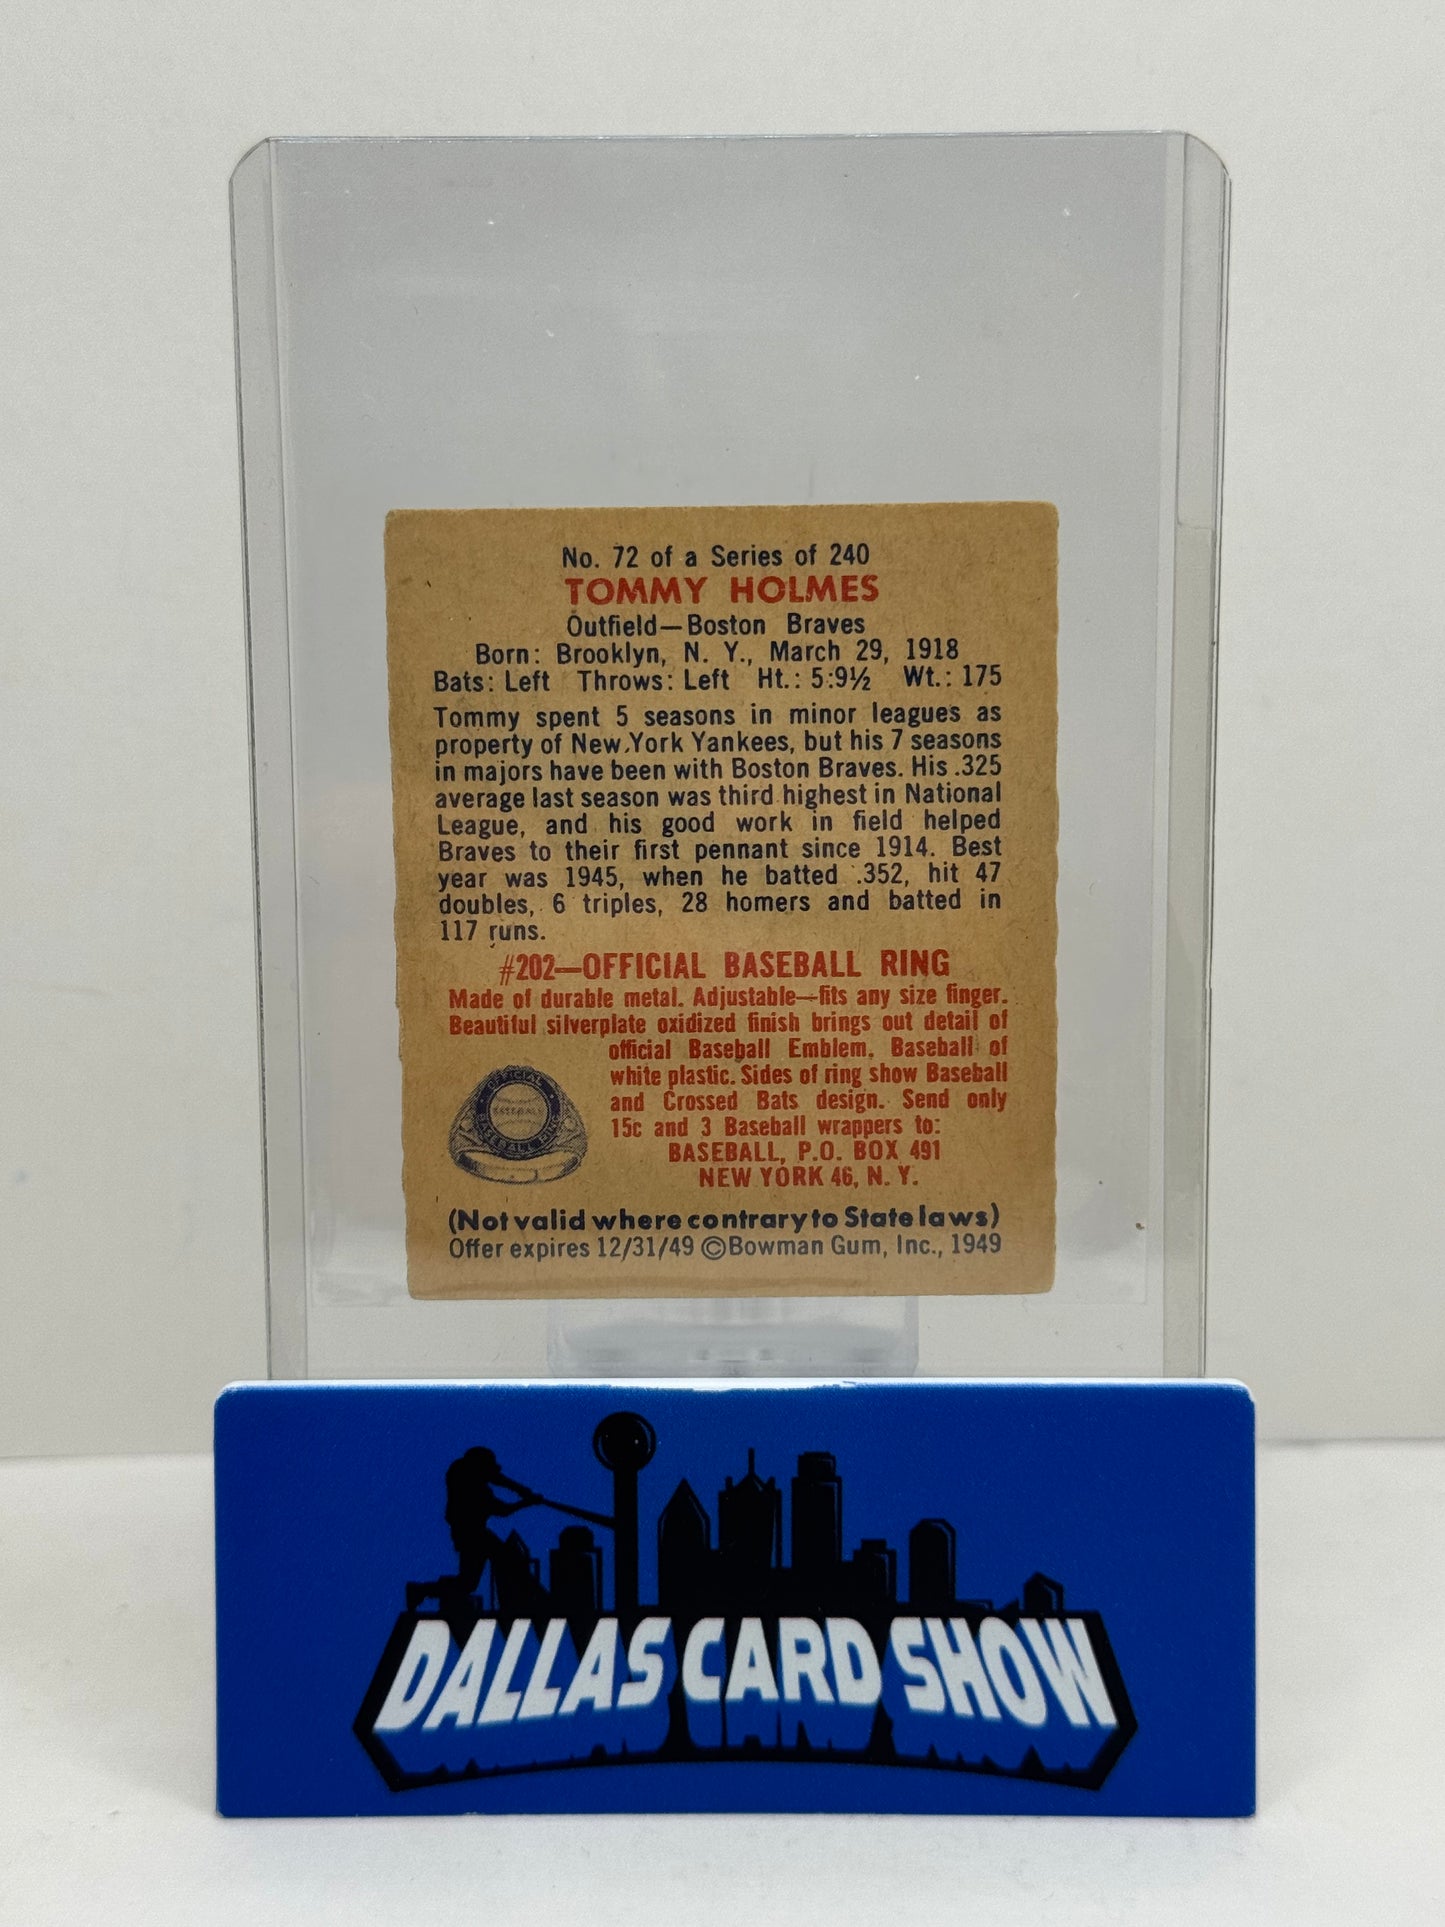 No. 72 of a Series of 240
TOMMY HOLMES
Outfield—Boston Braves
Born: Brooklyn, N. Y., March 29, 1918
Bats: Left Throws: Left Ht.: 5:9½ Wt.: 175
Tommy spent 5 seasons in minor leagues as
property of New York Yankees, but his 7 seasons
in majors have been with Boston Braves. His .325
average last season was third highest in National
League, and his good work in field helped
Braves to their first pennant since 1914. Best
year was 1945, when he batted .352, hit 47
doubles, 6 triples, 28 homers and batted in
117 runs.
#202—OFFICIAL BASEBALL RING
Made of durable metal. Adjustable—fits any size finger.
Beautiful silverplate oxidized finish brings out detail of
official Baseball Emblem. Baseball of
white plastic. Sides of ring show Baseball
and Crossed Bats design. Send only
15c and 3 Baseball wrappers to:
BASEBALL, P.O. BOX 491
NEW YORK 46, N. Y.
OFFICIAL
BASEBALL
BASEBALL RING
(Not valid where contrary to State laws)
Offer expires 12/31/49 ©Bowman Gum, Inc., 1949
DALLAS CARD SHOW